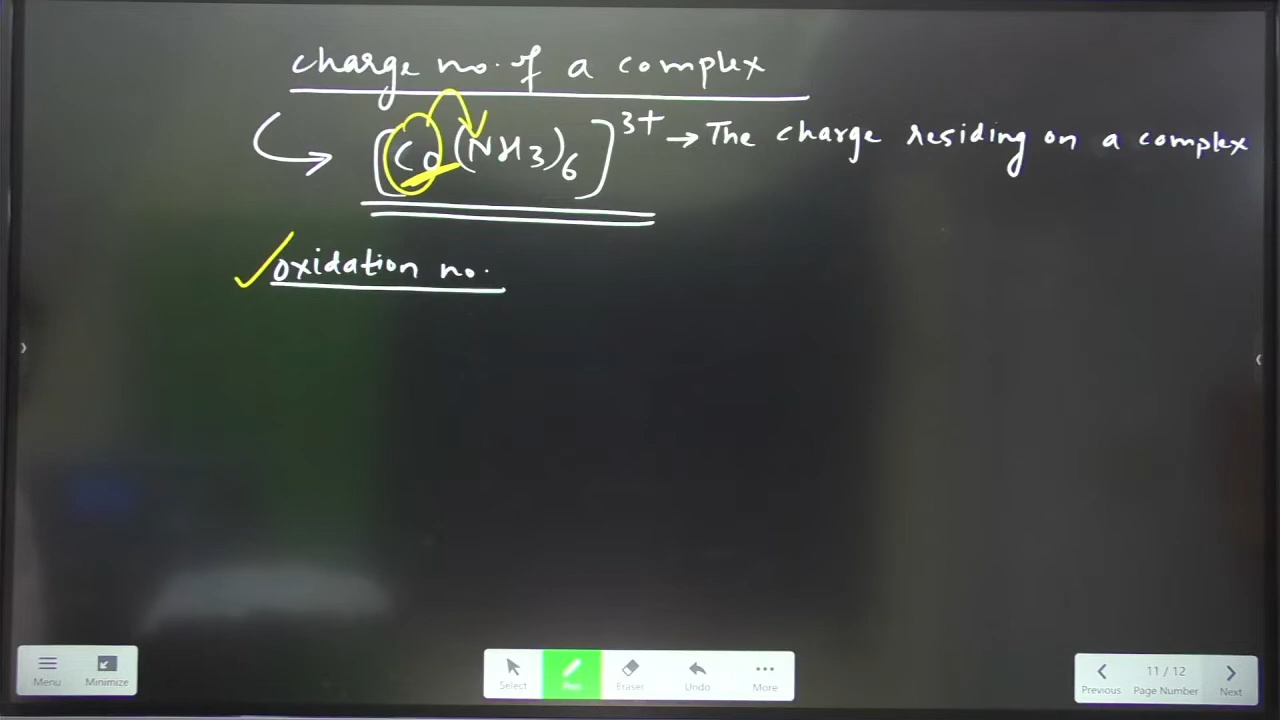 charge no. of a complex
[Co(NH3)6]3+ → The charge residing on a complex
oxidation no.
Menu
Minimize
Select
Pen
Eraser
Undo
More
Previous
11 / 12
Page Number
Next